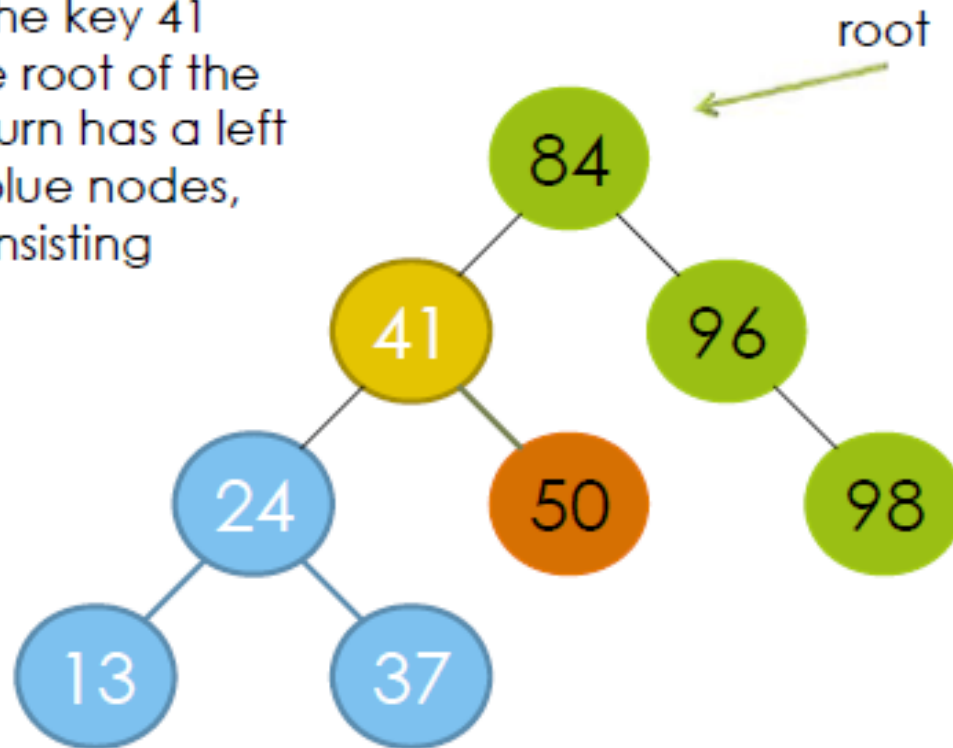 the key 41
root
e root of the
urn has a left
blue nodes,
nsisting
84
41
96
24
50
98
13
37